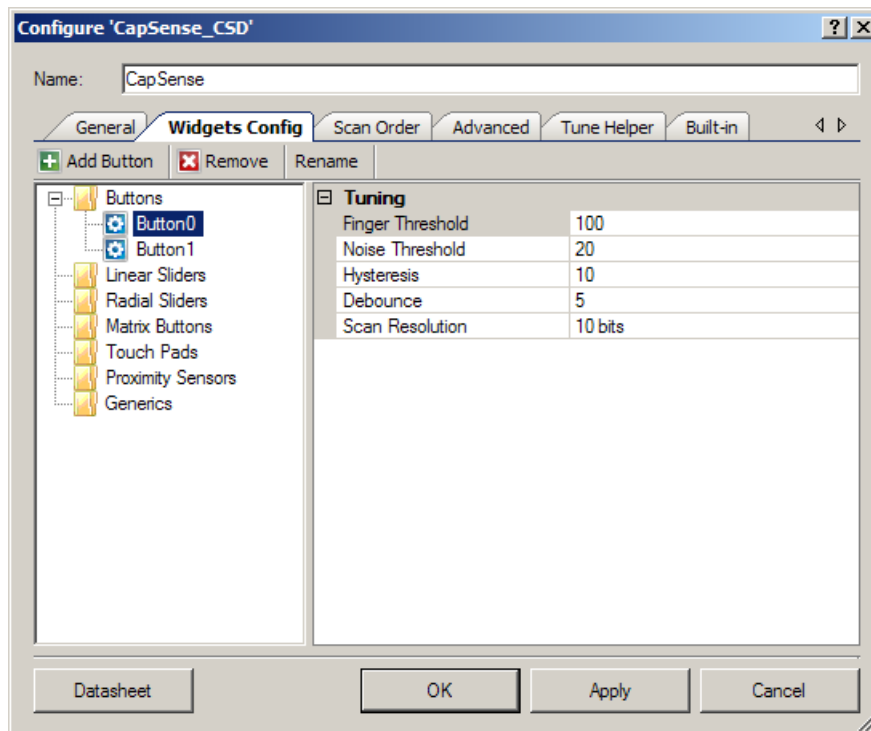 Configure 'CapSense_CSD'
Name: CapSense
General Widgets Config Scan Order Advanced Tune Helper Built-in
Add Button Remove Rename
Buttons
Button0
Button1
Linear Sliders
Radial Sliders
Matrix Buttons
Touch Pads
Proximity Sensors
Generics
Tuning
Finger Threshold 100
Noise Threshold 20
Hysteresis 10
Debounce 5
Scan Resolution 10 bits
Datasheet OK Apply Cancel